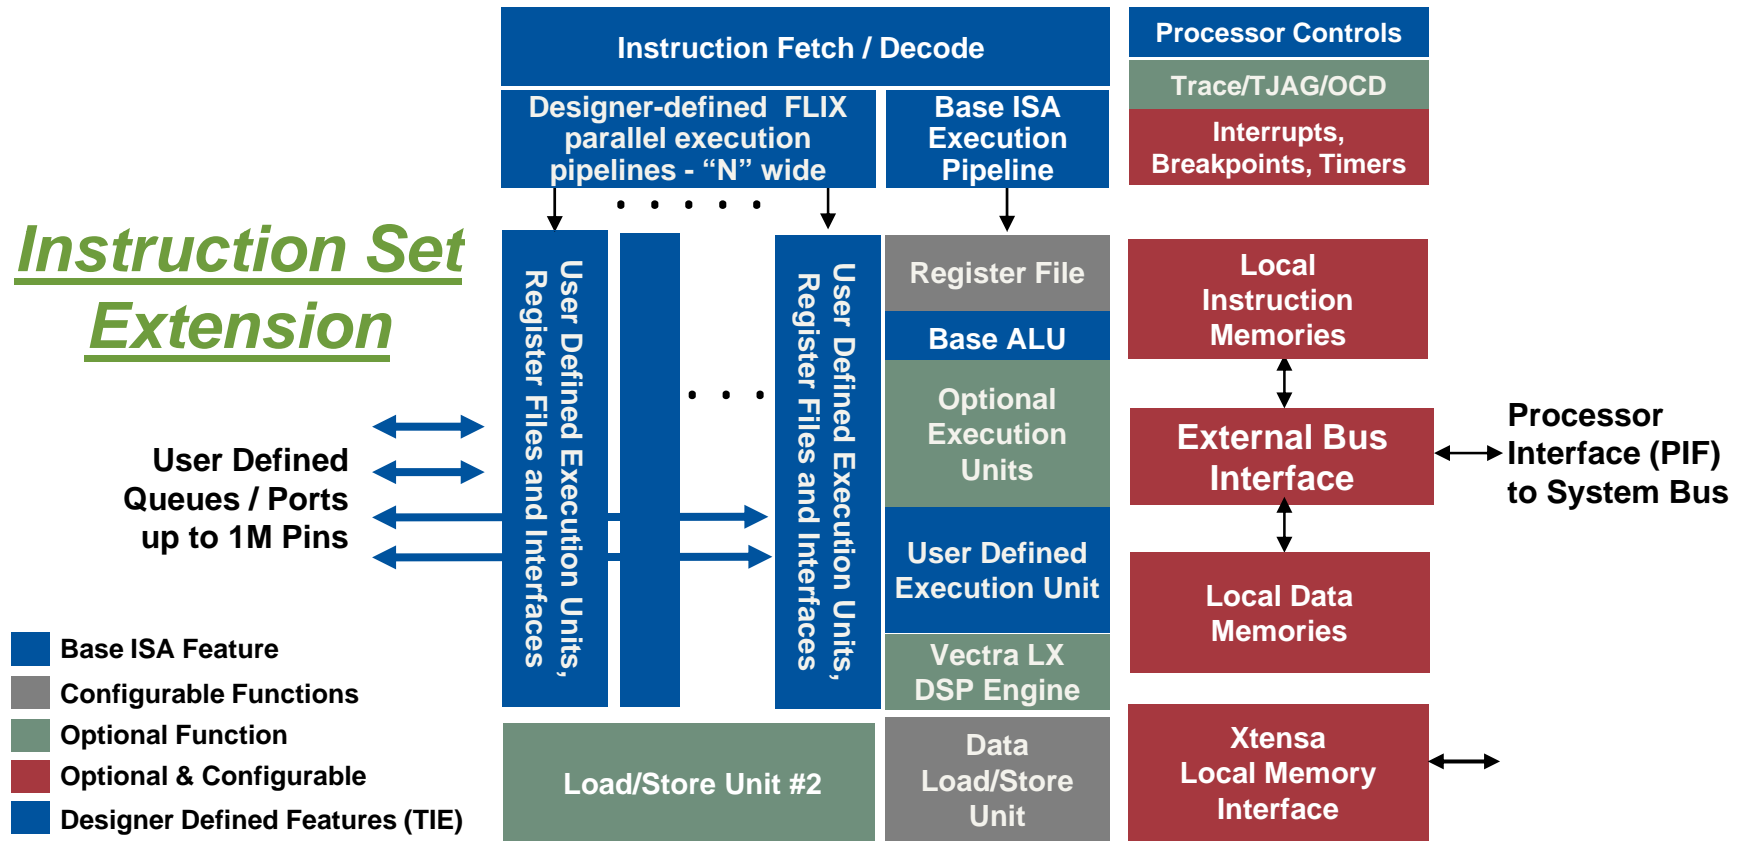 Instruction Fetch / Decode
Processor Controls
Trace/TJAG/OCD
Interrupts,
Breakpoints, Timers
Designer-defined FLIX
parallel execution
pipelines - “N” wide
Base ISA
Execution
Pipeline
Instruction Set
Extension
User Defined Execution Units,
Register Files and Interfaces
User Defined Execution Units,
Register Files and Interfaces
Register File
Base ALU
Optional
Execution
Units
User Defined
Execution Unit
Vectra LX
DSP Engine
Local
Instruction
Memories
External Bus
Interface
Processor
Interface (PIF)
to System Bus
Local Data
Memories
User Defined
Queues / Ports
up to 1M Pins
Base ISA Feature
Configurable Functions
Optional Function
Optional & Configurable
Designer Defined Features (TIE)
Load/Store Unit #2
Data
Load/Store
Unit
Xtensa
Local Memory
Interface